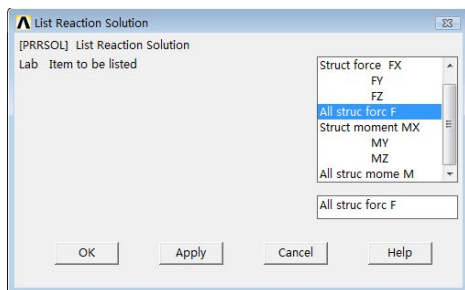 List Reaction Solution
[PRRSOL] List Reaction Solution
Lab Item to be listed
Struct force FX
FY
FZ
All struc forc F
Struct moment MX
MY
MZ
All struc mome M
All struc forc F
OK Apply Cancel Help